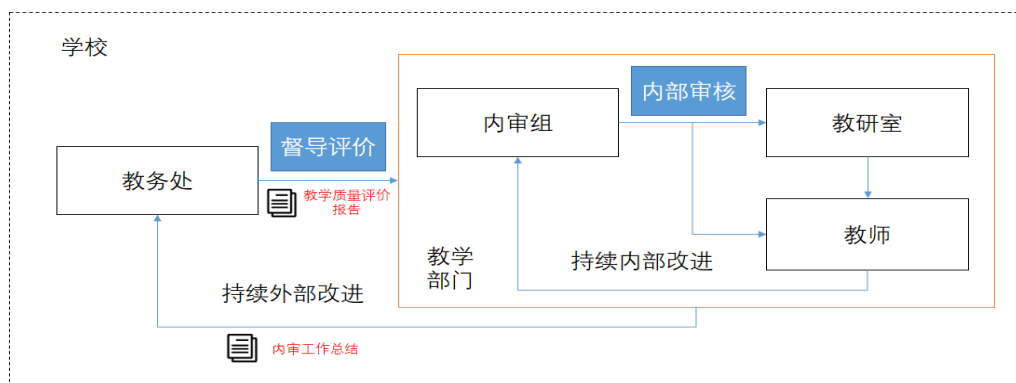 学校
内部审核
内审组
教研室
督导评价
教务处
教学质量评价
报告
教师
教学
部门
持续内部改进
持续外部改进
内审工作总结